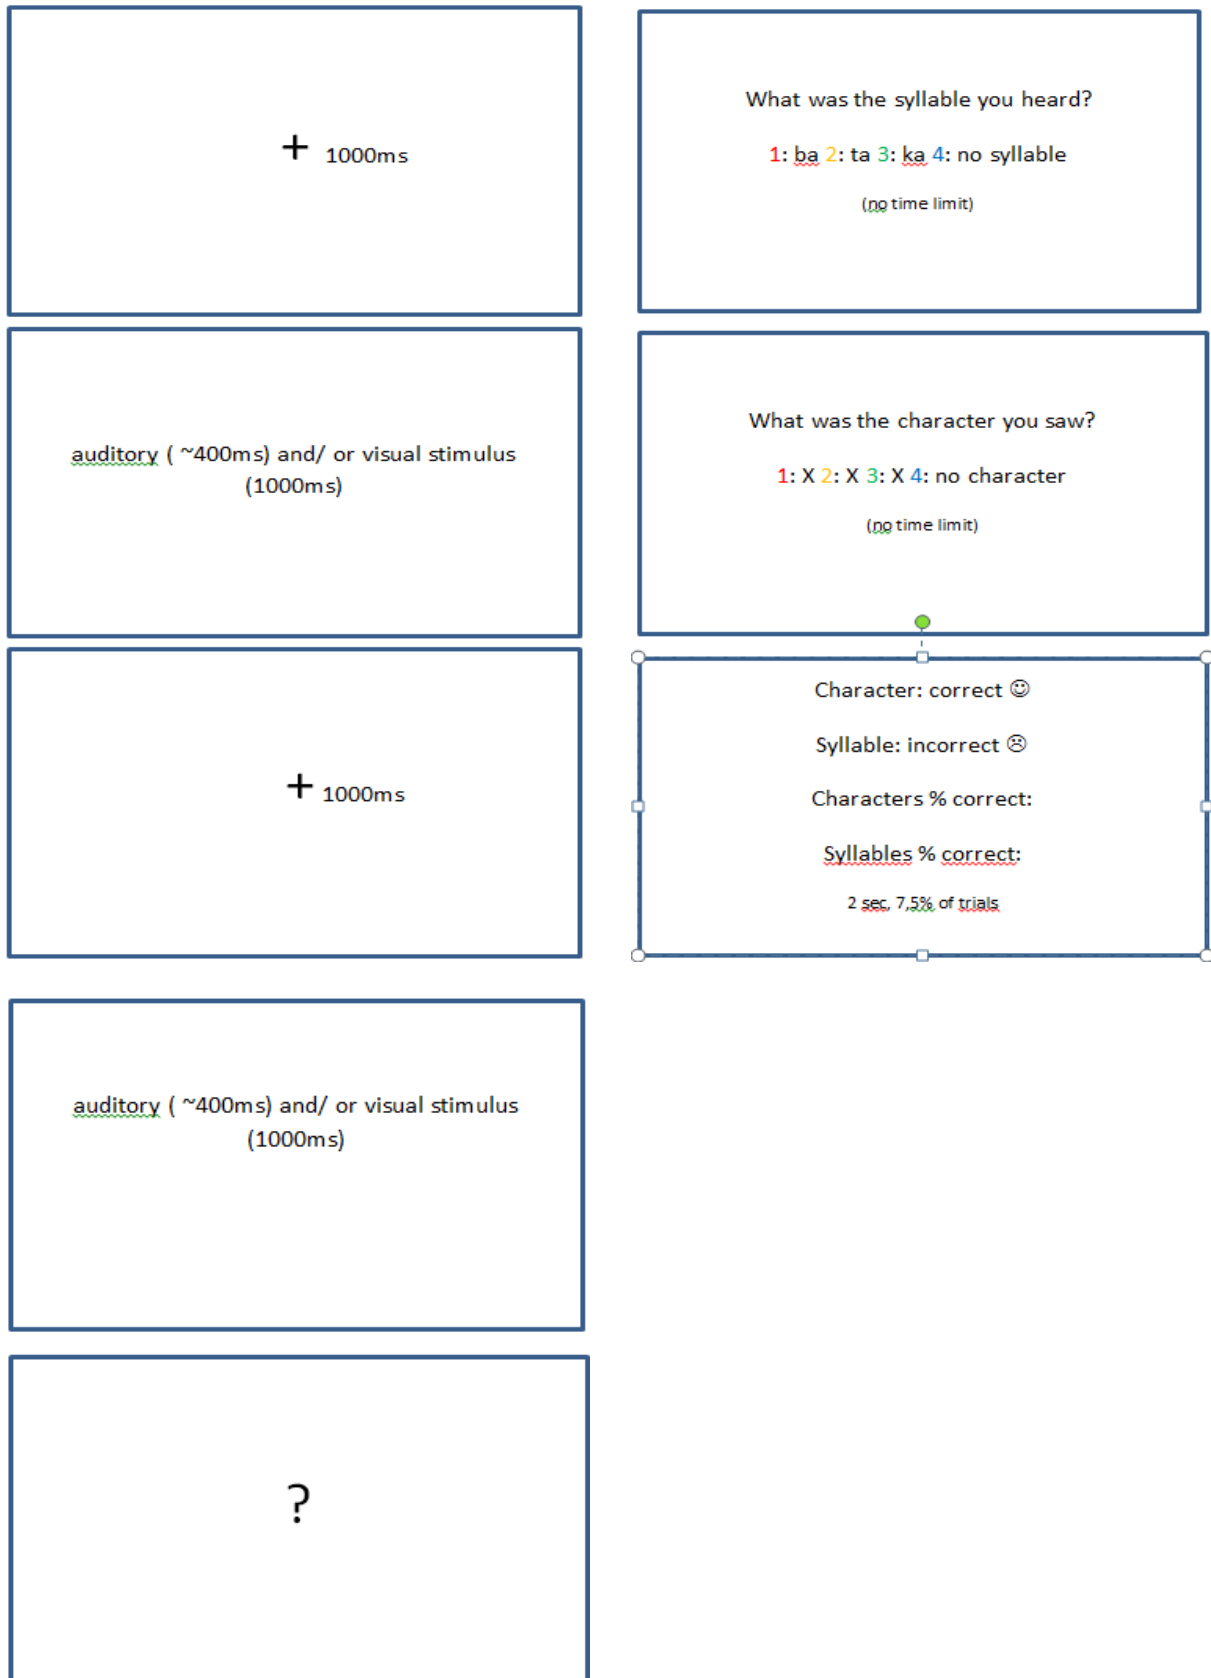 + 1000ms
auditory ( ~400ms) and/ or visual stimulus
(1000ms)
+ 1000ms
auditory ( ~400ms) and/ or visual stimulus
(1000ms)
?
What was the syllable you heard?
1: ba 2: ta 3: ka 4: no syllable
(no time limit)
What was the character you saw?
1: X 2: X 3: X 4: no character
(no time limit)
Character: correct ☺
Syllable: incorrect ☹
Characters % correct:
Syllables % correct:
2 sec, 7,5% of trials